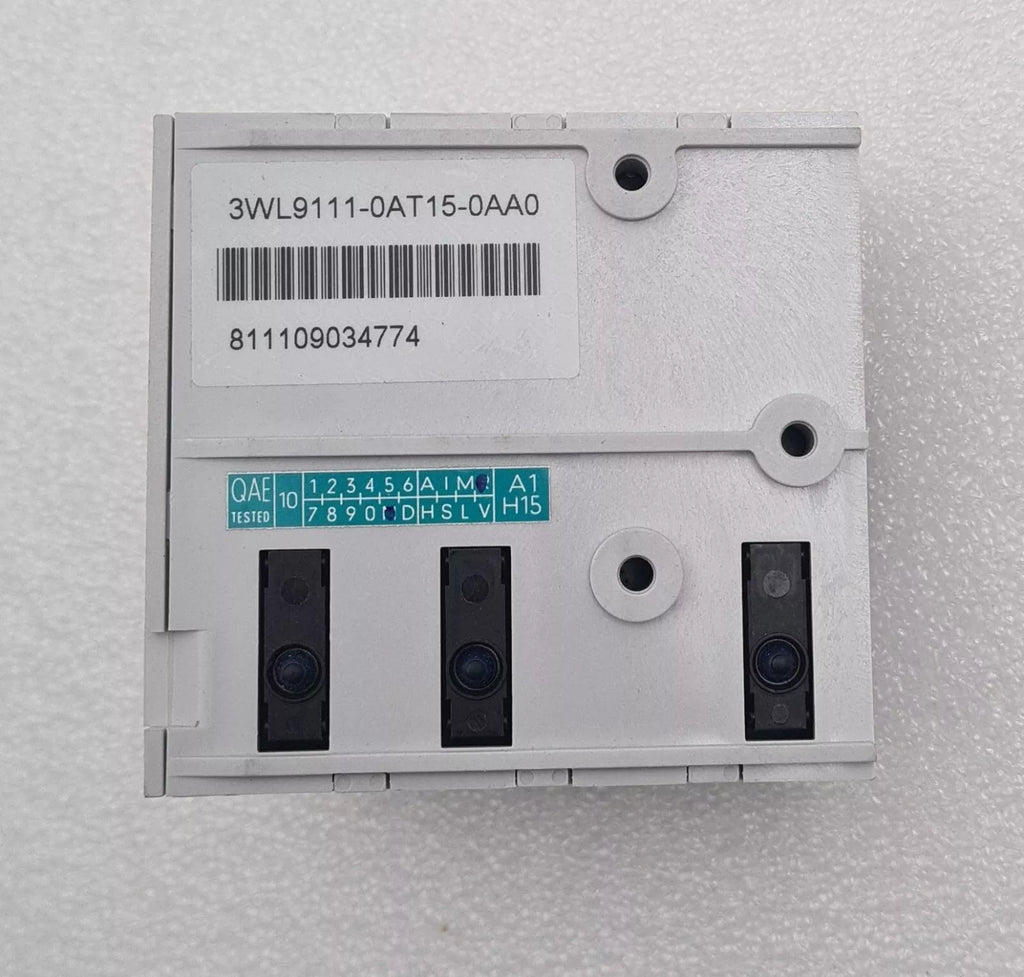 3WL9111-0AT15-0AA0
811109034774
QAE TESTED
10
1 2 3 4 5 6 A I M
7 8 9 0 D H S L V
A1
H15